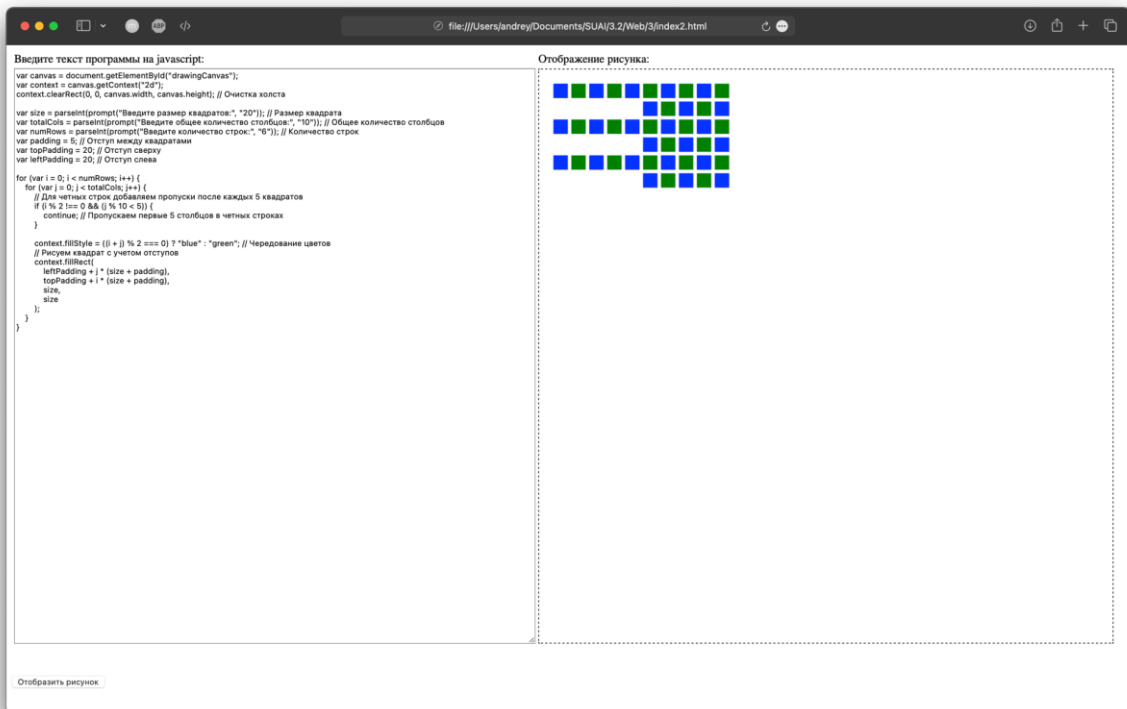 ABP
file:///Users/andrey/Documents/SUAI/3.2/Web/3/index2.html
Введите текст программы на javascript:
Отображение рисунка:
var canvas = document.getElementById("drawingCanvas");
var context = canvas.getContext("2d");
context.clearRect(0, 0, canvas.width, canvas.height); // Очистка холста
var size = parseInt(prompt("Введите размер квадратов:", "20")); // Размер квадрата
var totalCols = parseInt(prompt("Введите общее количество столбцов:", "10")); // Общее количество столбцов
var numRows = parseInt(prompt("Введите количество строк:", "6")); // Количество строк
var padding = 5; // Отступ между квадратами
var topPadding = 20; // Отступ сверху
var leftPadding = 20; // Отступ слева
for (var i = 0; i < numRows; i++) {
for (var j = 0; j < totalCols; j++) {
// Для четных строк добавляем пропуски после каждых 5 квадратов
if (i % 2 !== 0 && (j % 10 < 5)) {
continue; // Пропускаем первые 5 столбцов в четных строках
}
context.fillStyle = ((i + j) % 2 === 0) ? "blue" : "green"; // Чередование цветов
// Рисуем квадрат с учетом отступов
context.fillRect(
leftPadding + j * (size + padding),
topPadding + i * (size + padding),
size,
size
);
}
}
Отобразить рисунок